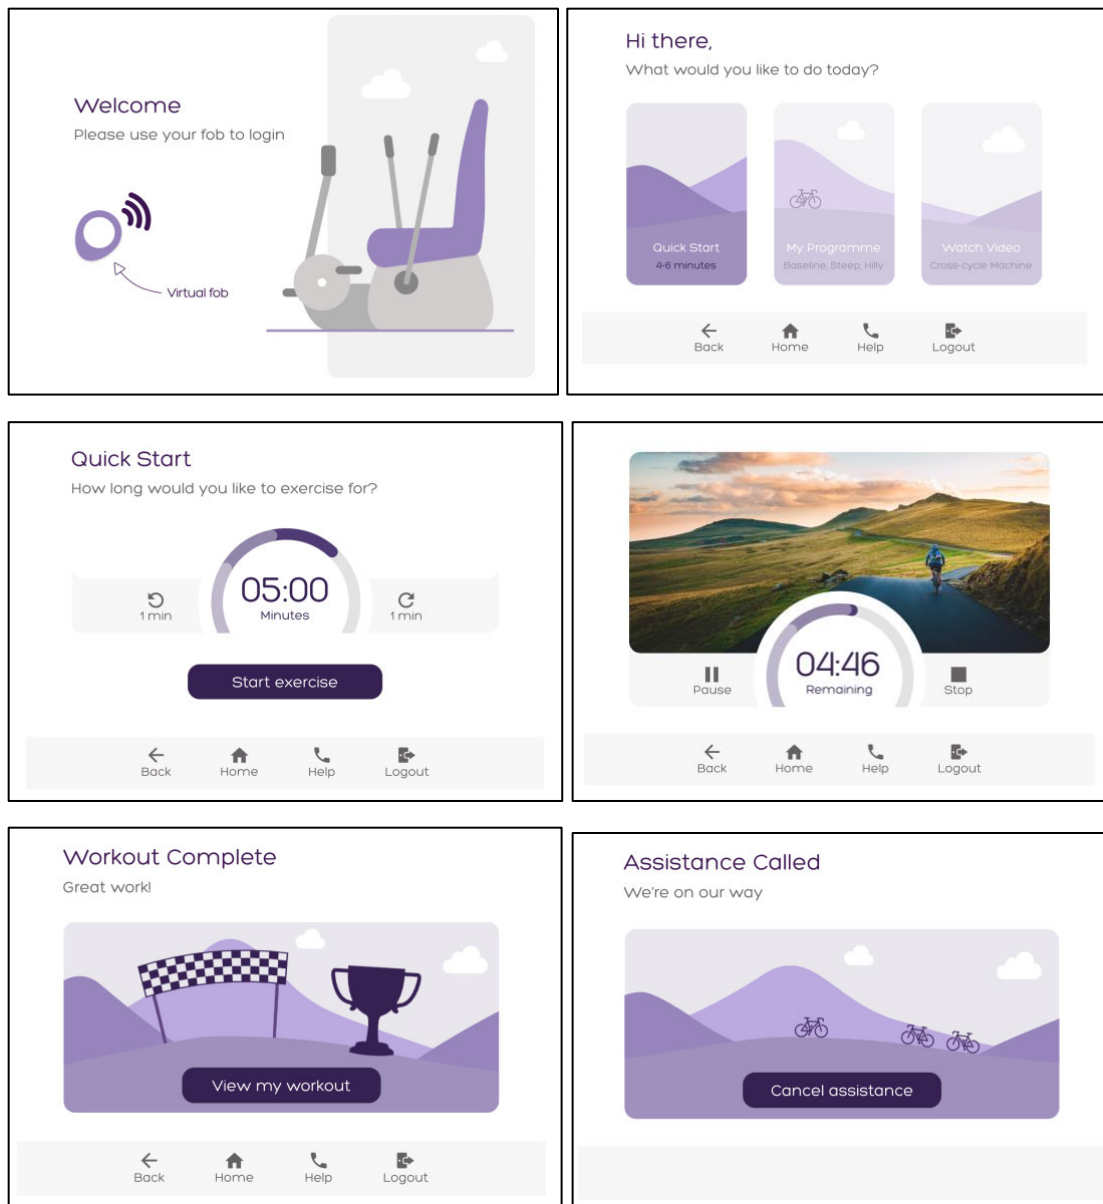 Welcome
Please use your fob to login
Virtual fob
Hi there,
What would you like to do today?
Quick Start
4-6 minutes
My Programme
Baseline, Steep, Hilly
Watch Video
Cross-cycle Machine
Back Home Help Logout
Quick Start
How long would you like to exercise for?
05:00
Minutes
1 min
1 min
Start exercise
Back Home Help Logout
04:46
Remaining
Pause
Stop
Back Home Help Logout
Workout Complete
Great work!
View my workout
Back Home Help Logout
Assistance Called
We're on our way
Cancel assistance